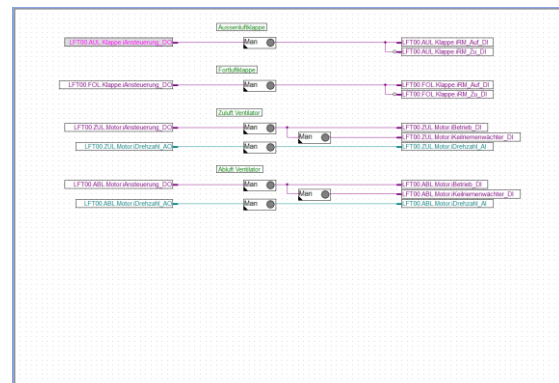 Aussenluftklappe
LFT00.AUL.Klappe.iAnsteuerung_DO Man LFT00.AUL.Klappe.iRM_Auf_DI
LFT00.AUL.Klappe.iRM_Zu_DI
Fortluftklappe
LFT00.FOL.Klappe.iAnsteuerung_DO Man LFT00.FOL.Klappe.iRM_Auf_DI
LFT00.FOL.Klappe.iRM_Zu_DI
Zuluft Ventilator
LFT00.ZUL.Motor.iAnsteuerung_DO Man LFT00.ZUL.Motor.iBetrieb_DI
Man LFT00.ZUL.Motor.iKeilriemenwächter_DI
LFT00.ZUL.Motor.iDrehzahl_AO Man LFT00.ZUL.Motor.iDrehzahl_AI
Abluft Ventilator
LFT00.ABL.Motor.iAnsteuerung_DO Man LFT00.ABL.Motor.iBetrieb_DI
Man LFT00.ABL.Motor.iKeilriemenwächter_DI
LFT00.ABL.Motor.iDrehzahl_AO Man LFT00.ABL.Motor.iDrehzahl_AI